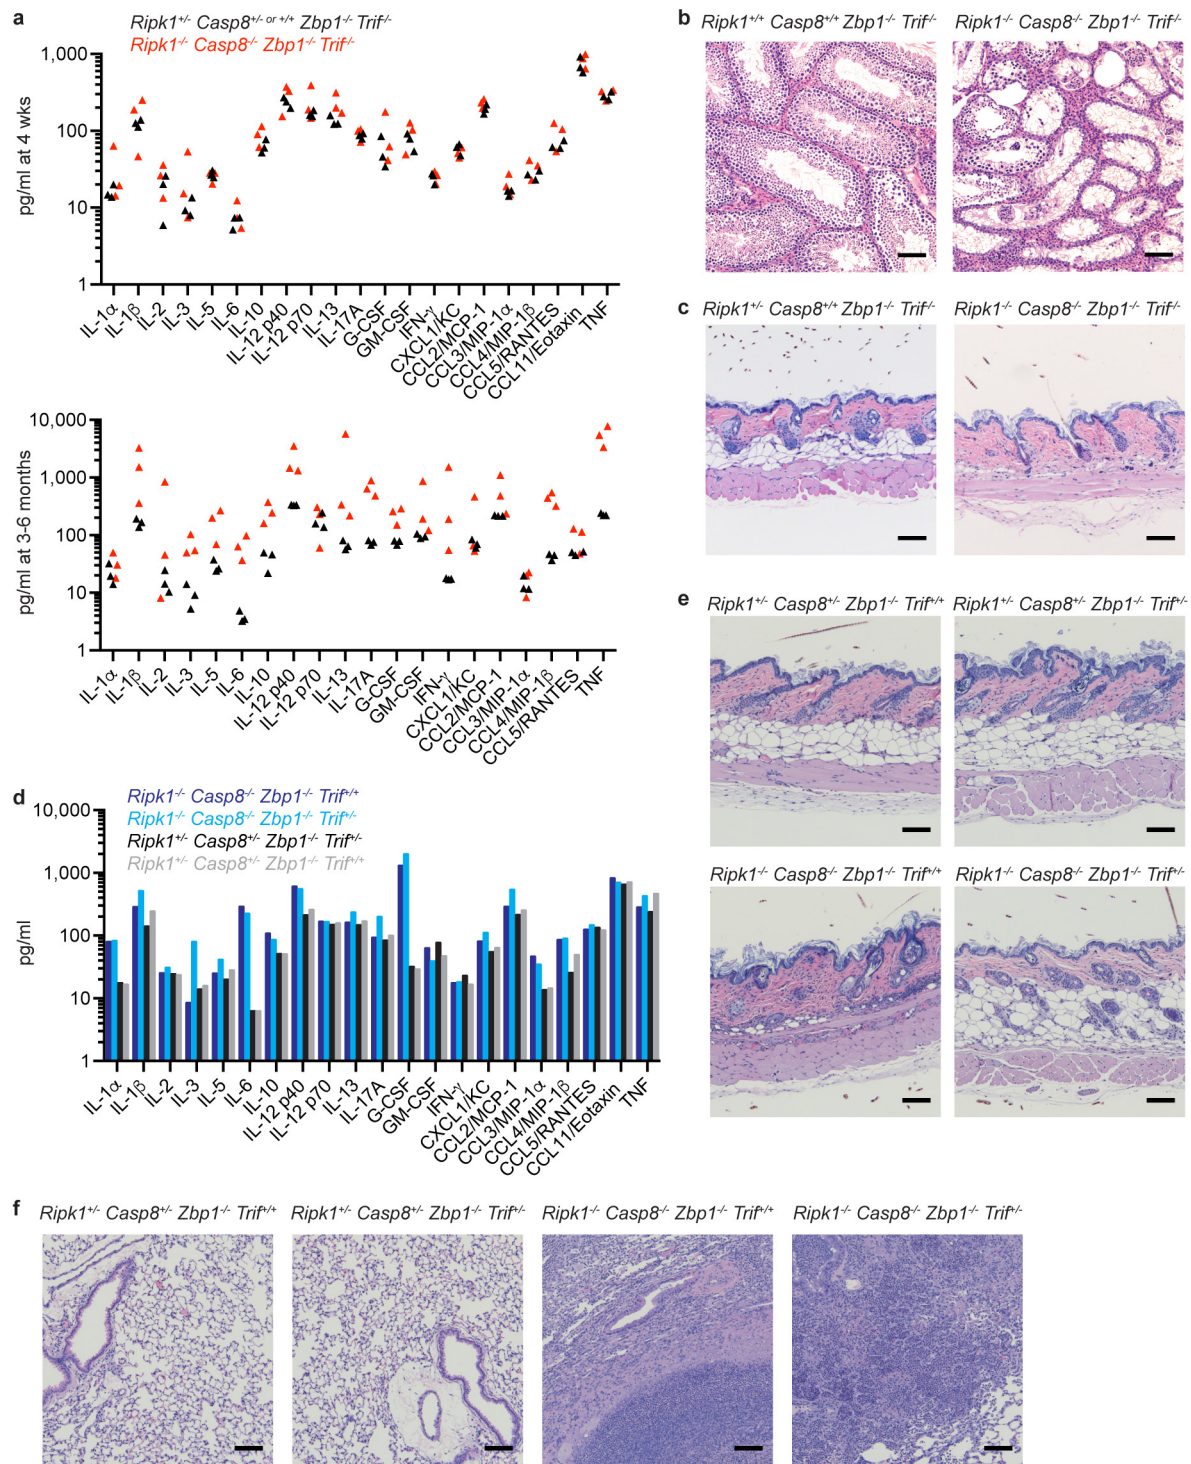 a
Ripk1+/- Casp8+/- or +/+ Zbp1-/- Trif-/-
Ripk1-/- Casp8-/- Zbp1-/- Trif-/-
pg/ml at 4 wks
1,000
100
10
1
IL-1α
IL-1β
IL-2
IL-3
IL-5
IL-6
IL-10
IL-12 p40
IL-12 p70
IL-13
IL-17A
G-CSF
GM-CSF
IFN-γ
CXCL1/KC
CCL2/MCP-1
CCL3/MIP-1α
CCL4/MIP-1β
CCL5/RANTES
CCL11/Eotaxin
TNF
pg/ml at 3-6 months
10,000
1,000
100
10
1
IL-1α
IL-1β
IL-2
IL-3
IL-5
IL-6
IL-10
IL-12 p40
IL-12 p70
IL-13
IL-17A
G-CSF
GM-CSF
IFN-γ
CXCL1/KC
CCL2/MCP-1
CCL3/MIP-1α
CCL4/MIP-1β
CCL5/RANTES
TNF
b
Ripk1+/+ Casp8+/+ Zbp1-/- Trif-/-
Ripk1-/- Casp8-/- Zbp1-/- Trif-/-
c
Ripk1+/- Casp8+/+ Zbp1-/- Trif-/-
Ripk1-/- Casp8-/- Zbp1-/- Trif-/-
d
Ripk1-/- Casp8-/- Zbp1-/- Trif+/+
Ripk1-/- Casp8-/- Zbp1-/- Trif+/-
Ripk1+/- Casp8+/- Zbp1-/- Trif+/-
Ripk1+/- Casp8+/- Zbp1-/- Trif+/+
pg/ml
10,000
1,000
100
10
1
IL-1α
IL-1β
IL-2
IL-3
IL-5
IL-6
IL-10
IL-12 p40
IL-12 p70
IL-13
IL-17A
G-CSF
GM-CSF
IFN-γ
CXCL1/KC
CCL2/MCP-1
CCL3/MIP-1α
CCL4/MIP-1β
CCL5/RANTES
CCL11/Eotaxin
TNF
e
Ripk1+/- Casp8+/- Zbp1-/- Trif+/+
Ripk1+/- Casp8+/- Zbp1-/- Trif+/-
Ripk1-/- Casp8-/- Zbp1-/- Trif+/+
Ripk1-/- Casp8-/- Zbp1-/- Trif+/-
f
Ripk1+/- Casp8+/- Zbp1-/- Trif+/+
Ripk1+/- Casp8+/- Zbp1-/- Trif+/-
Ripk1-/- Casp8-/- Zbp1-/- Trif+/+
Ripk1-/- Casp8-/- Zbp1-/- Trif+/-